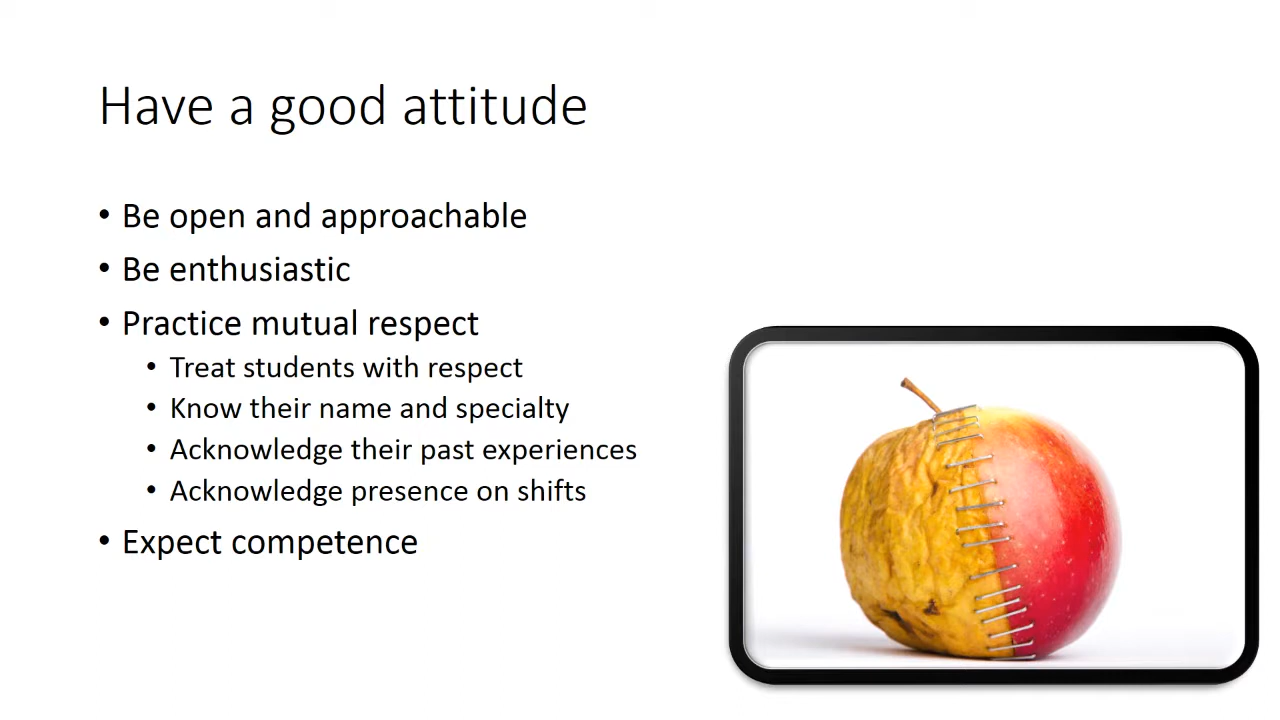 Have a good attitude
• Be open and approachable
• Be enthusiastic
• Practice mutual respect
• Treat students with respect
• Know their name and specialty
• Acknowledge their past experiences
• Acknowledge presence on shifts
• Expect competence